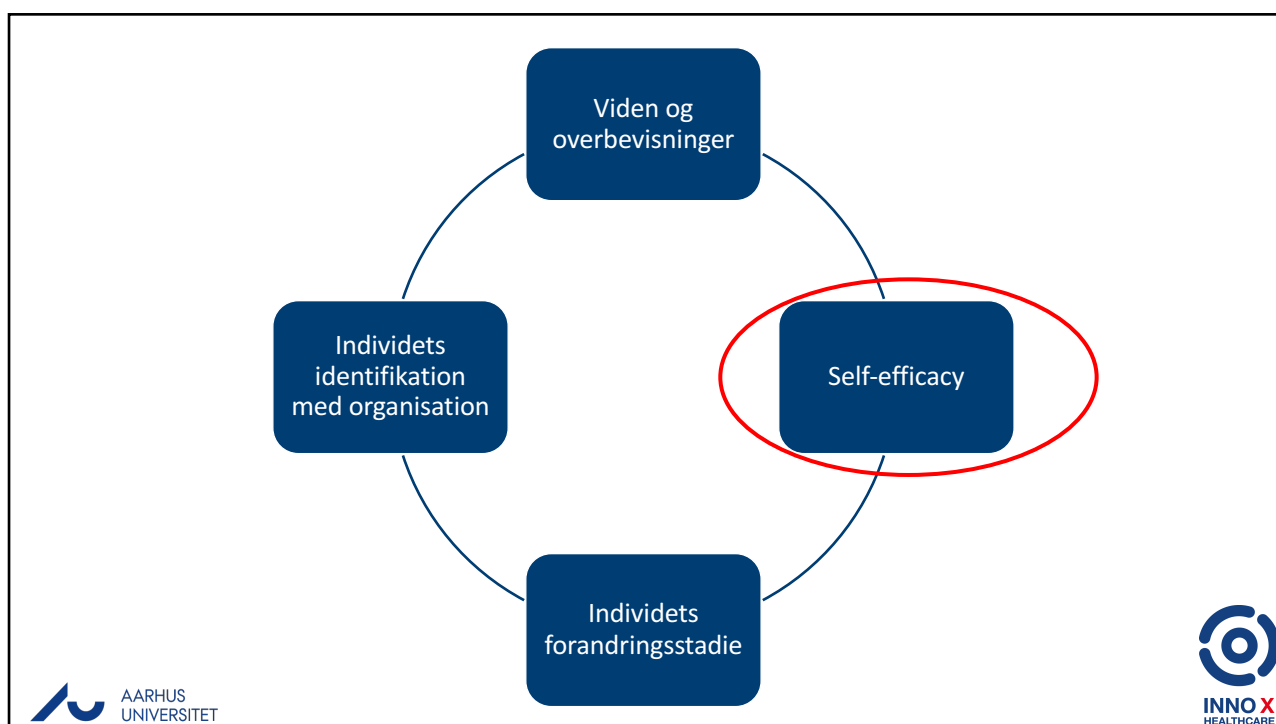 Viden og
overbevisninger
Individets
identifikation
med organisation
Self-efficacy
Individets
forandringsstadie
AARHUS
UNIVERSITET
INNO X
HEALTHCARE